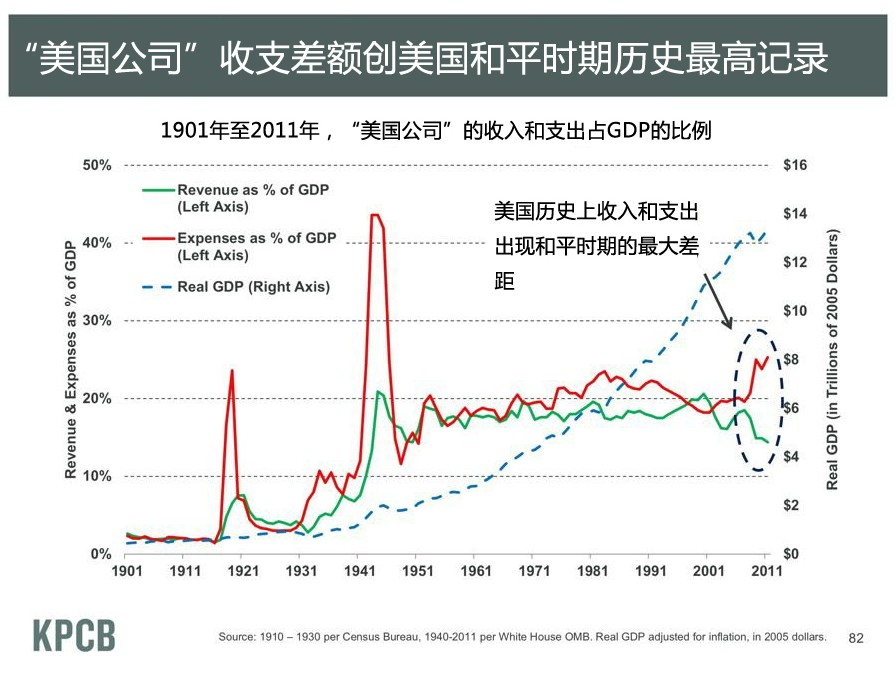 “美国公司”收支差额创美国和平时期历史最高记录
1901年至2011年，“美国公司”的收入和支出占GDP的比例
50%
40%
30%
20%
10%
0%
Revenue & Expenses as % of GDP
Revenue as % of GDP
(Left Axis)
Expenses as % of GDP
(Left Axis)
Real GDP (Right Axis)
美国历史上收入和支出
出现和平时期的最大差
距
$16
$14
$12
$10
$8
$6
$4
$2
$0
Real GDP (in Trillions of 2005 Dollars)
1901 1911 1921 1931 1941 1951 1961 1971 1981 1991 2001 2011
KPCB
Source: 1910 – 1930 per Census Bureau, 1940-2011 per White House OMB. Real GDP adjusted for inflation, in 2005 dollars.
82